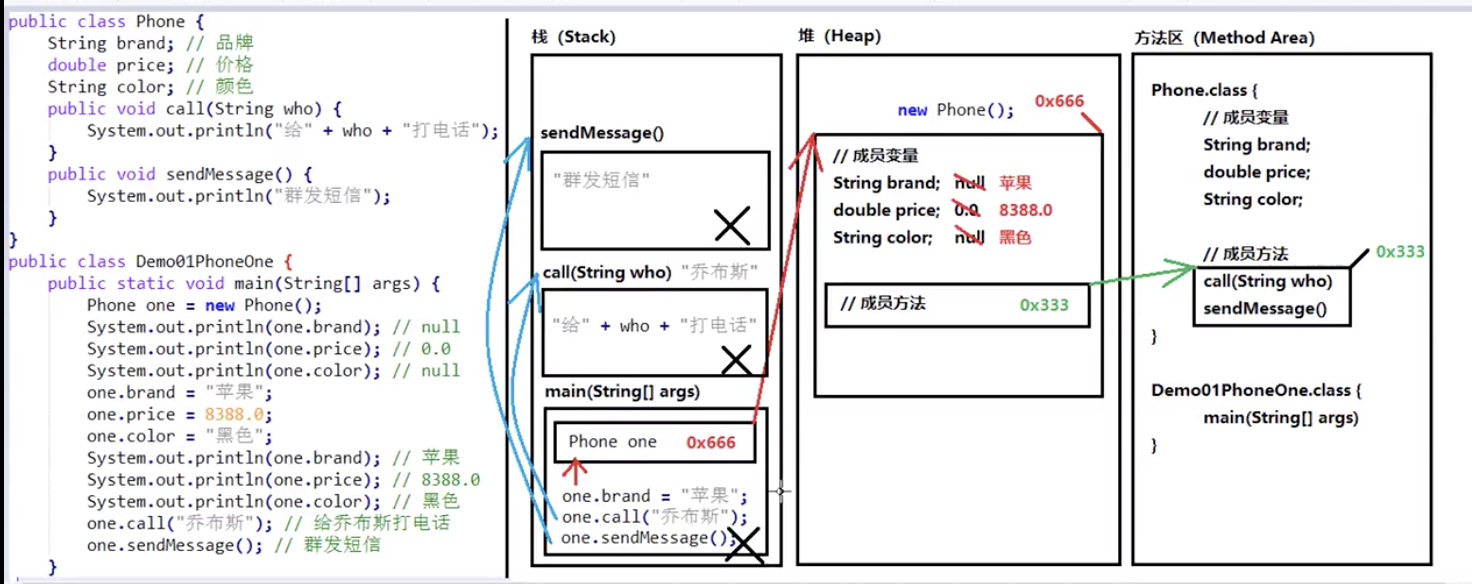 public class Phone {
String brand; // 品牌
double price; // 价格
String color; // 颜色
public void call(String who) {
System.out.println("给" + who + "打电话");
}
public void sendMessage() {
System.out.println("群发短信");
}
}
public class Demo01PhoneOne {
public static void main(String[] args) {
Phone one = new Phone();
System.out.println(one.brand); // null
System.out.println(one.price); // 0.0
System.out.println(one.color); // null
one.brand = "苹果";
one.price = 8388.0;
one.color = "黑色";
System.out.println(one.brand); // 苹果
System.out.println(one.price); // 8388.0
System.out.println(one.color); // 黑色
one.call("乔布斯"); // 给乔布斯打电话
one.sendMessage(); // 群发短信
}
栈（Stack）
sendMessage()
"群发短信"
call(String who) "乔布斯"
"给" + who + "打电话"
main(String[] args)
Phone one 0x666
one.brand = "苹果";
one.call("乔布斯");
one.sendMessage();
堆（Heap）
new Phone(); 0x666
// 成员变量
String brand; null 苹果
double price; 0.0 8388.0
String color; null 黑色
// 成员方法 0x333
方法区（Method Area）
Phone.class {
// 成员变量
String brand;
double price;
String color;
// 成员方法 0x333
call(String who)
sendMessage()
}
Demo01PhoneOne.class {
main(String[] args)
}